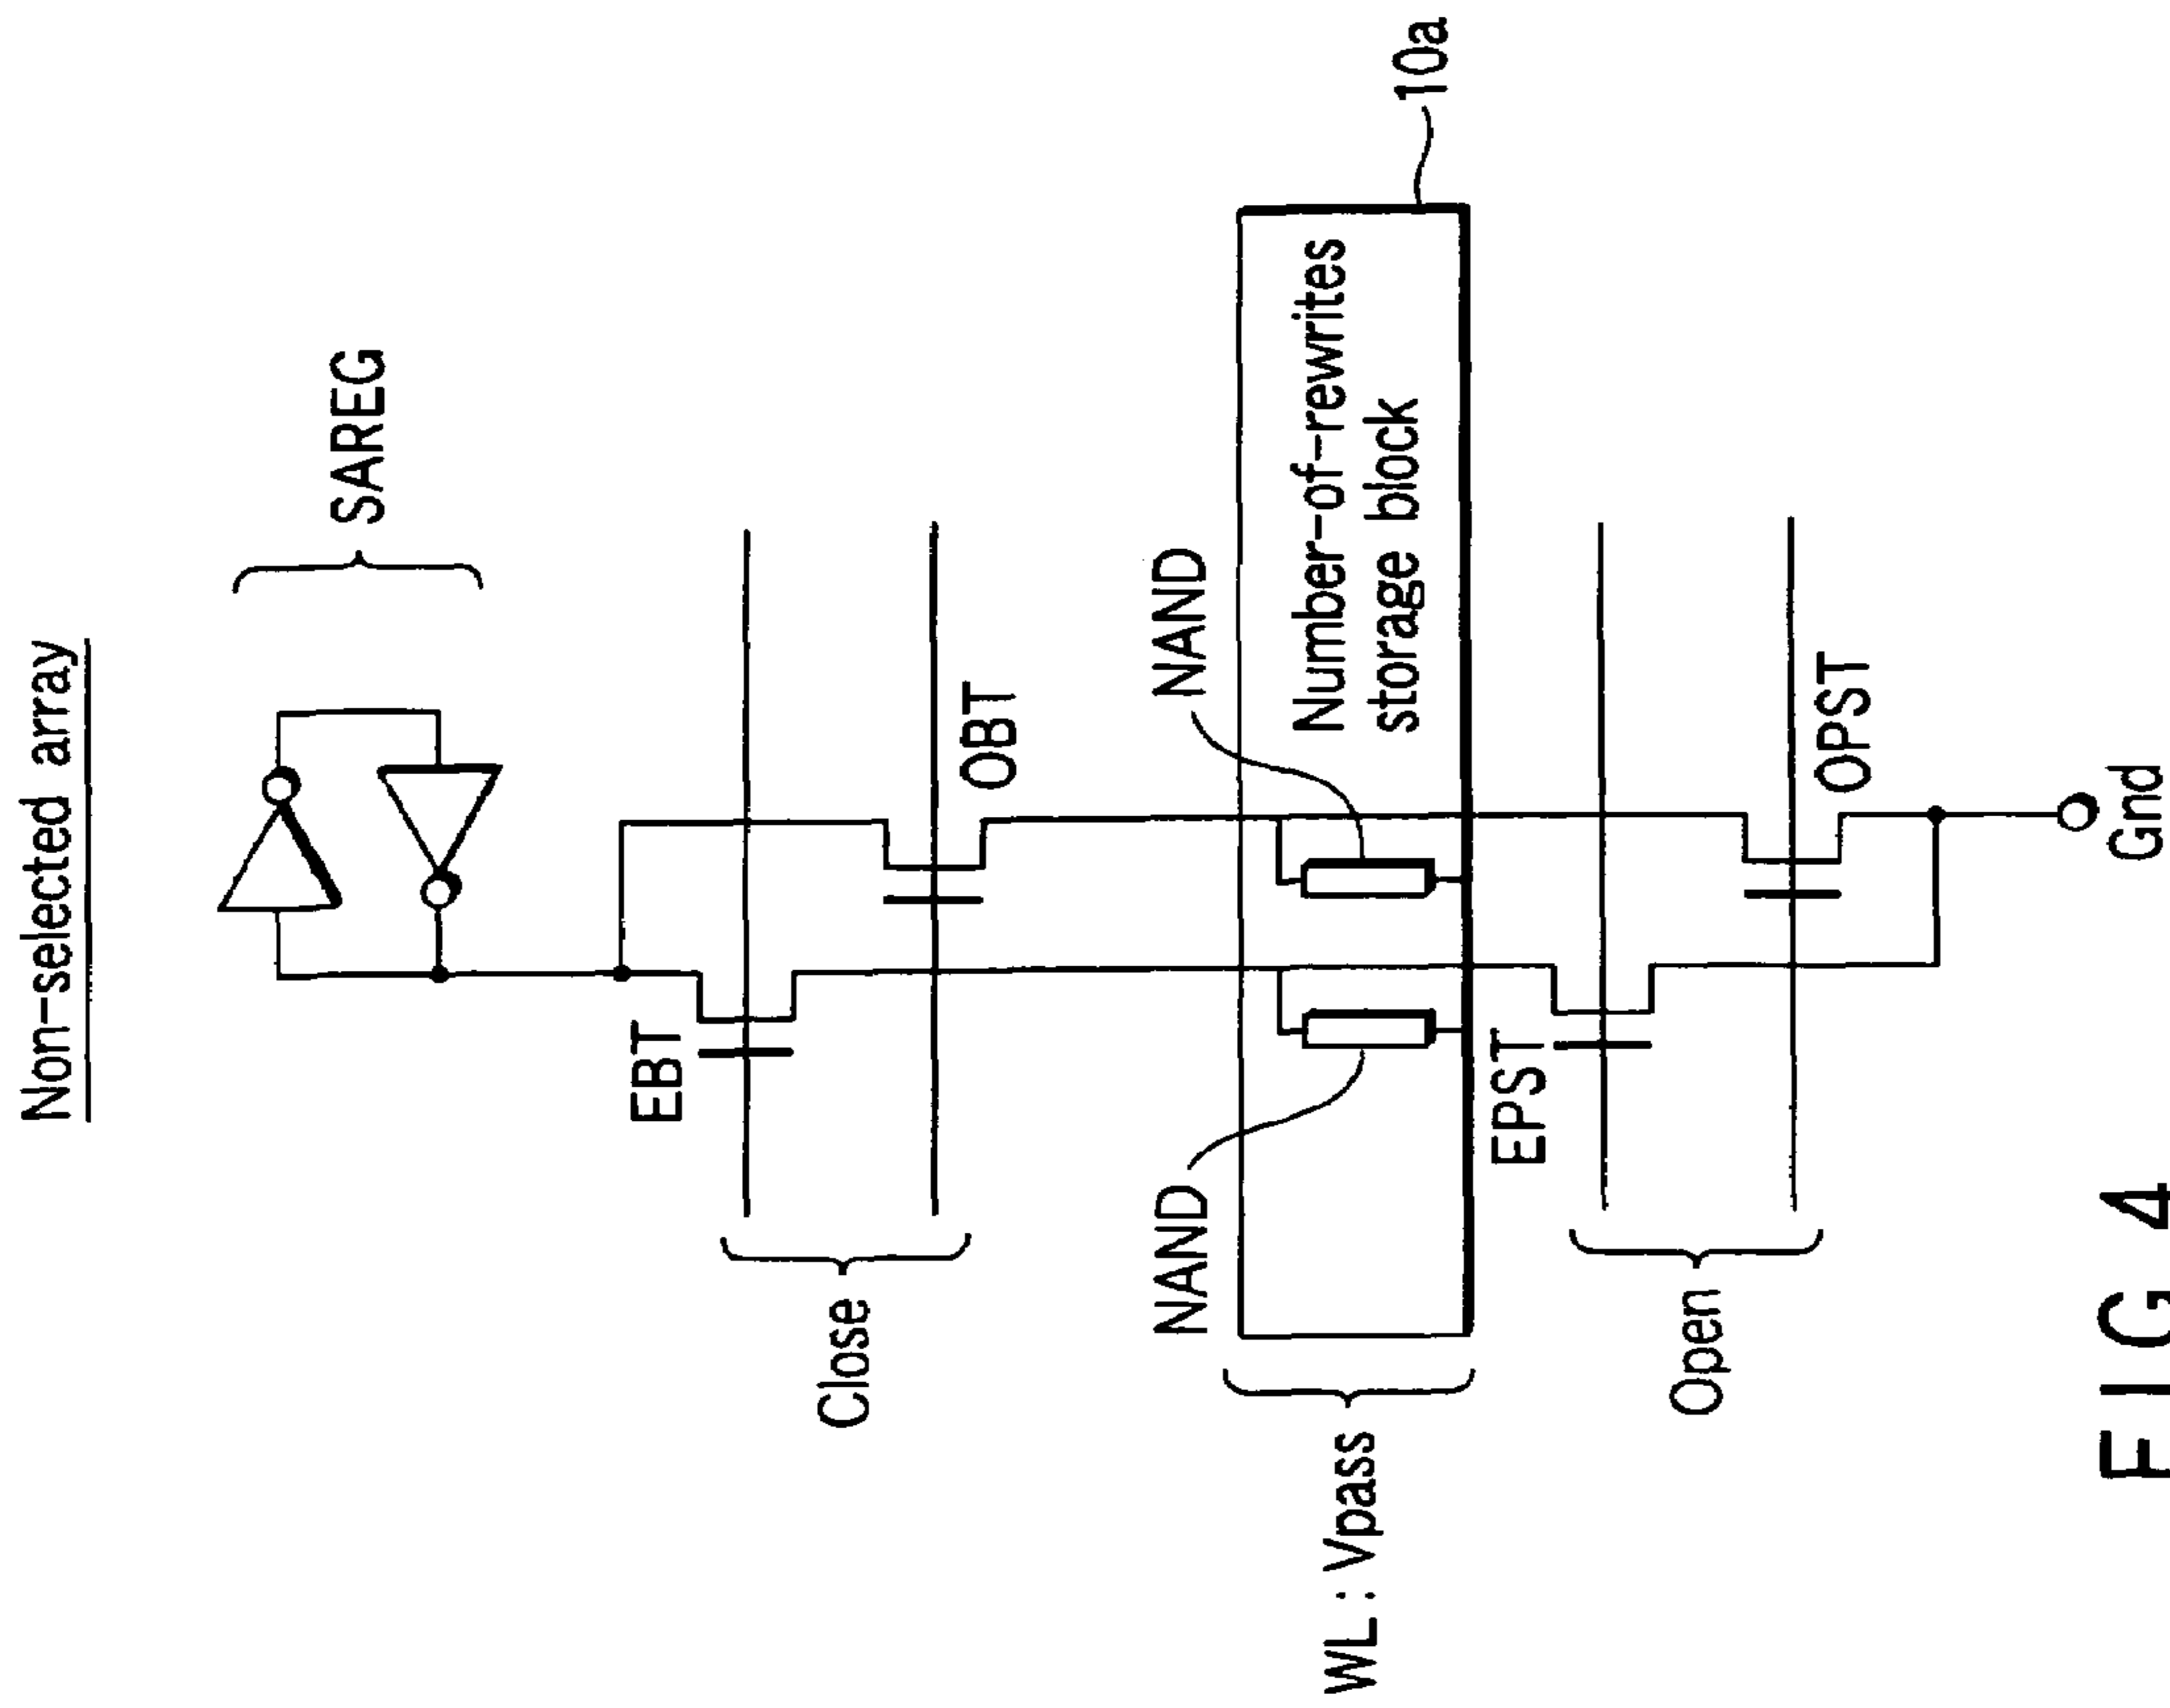 Non-selected array
SAREG
EBT
OBT
Close
NAND
NAND
Number-of-rewrites
storage block
10a
WL : Vpass
EPST
OPST
Open
Gnd
FIG 4